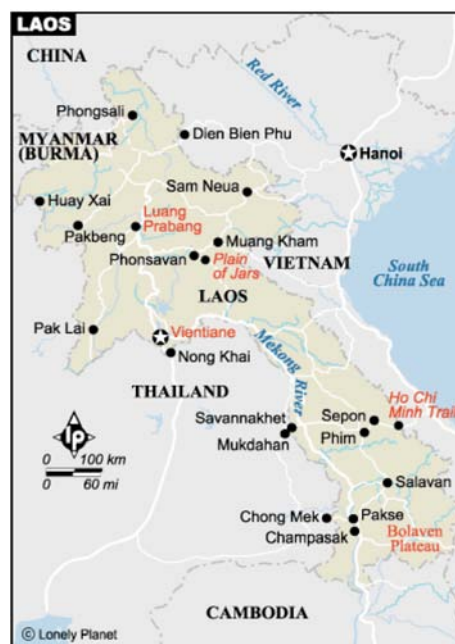 LAOS
CHINA
Red River
Phongsali
Dien Bien Phu
MYANMAR
(BURMA)
Hanoi
Sam Neua
Huay Xai
Luang
Prabang
Pakbeng
Muang Kham
Phonsavan
Plain
of Jars
VIETNAM
South
China Sea
LAOS
Pak Lai
Vientiane
Mekong
River
Nong Khai
THAILAND
Ho Chi
Minh Trail
Savannakhet
Sepon
Mukdahan
Phim
lp
0 100 km
0 60 mi
Salavan
Chong Mek
Pakse
Champasak
Bolaven
Plateau
CAMBODIA
© Lonely Planet